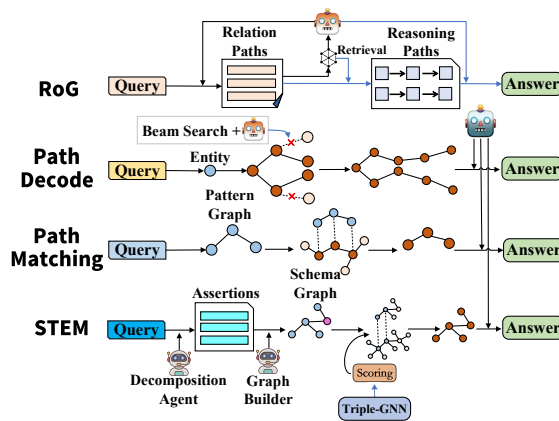 RoG
Query
Relation
Paths
Retrieval
Reasoning
Paths
Answer
Beam Search +
Path
Decode
Query
Entity
Answer
Path
Matching
Query
Pattern
Graph
Schema
Graph
Answer
STEM
Query
Assertions
Decomposition
Agent
Graph
Builder
Scoring
Triple-GNN
Answer